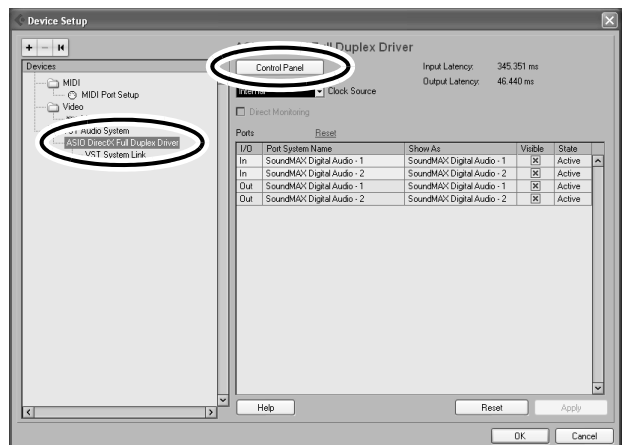 Device Setup
+ −
Devices
MIDI
MIDI Port Setup
Video
VST Audio System
ASIO DirectX Full Duplex Driver
VST System Link
Full Duplex Driver
Control Panel
Input Latency: 345.351 ms
Output Latency: 46.440 ms
Internal Clock Source
Direct Monitoring
Ports Reset
I/O Port System Name Show As Visible State
In SoundMAX Digital Audio - 1 SoundMAX Digital Audio - 1 Active
In SoundMAX Digital Audio - 2 SoundMAX Digital Audio - 2 Active
Out SoundMAX Digital Audio - 1 SoundMAX Digital Audio - 1 Active
Out SoundMAX Digital Audio - 2 SoundMAX Digital Audio - 2 Active
Help Reset Apply
OK Cancel